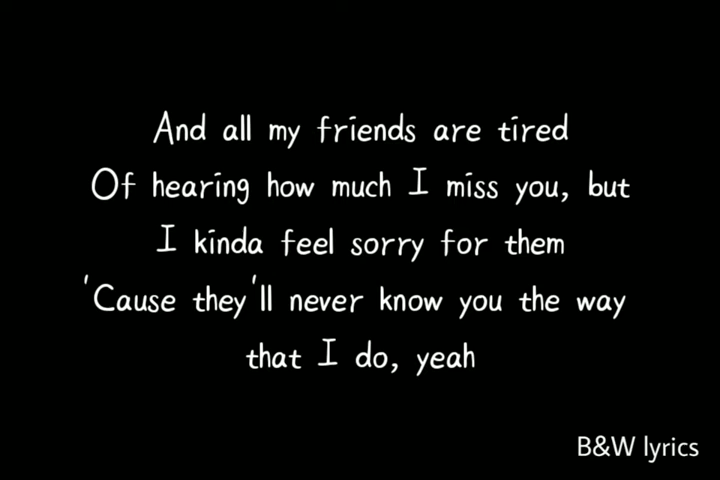 And all my friends are tired
Of hearing how much I miss you, but
I kinda feel sorry for them
'Cause they'll never know you the way
that I do, yeah
B&W lyrics